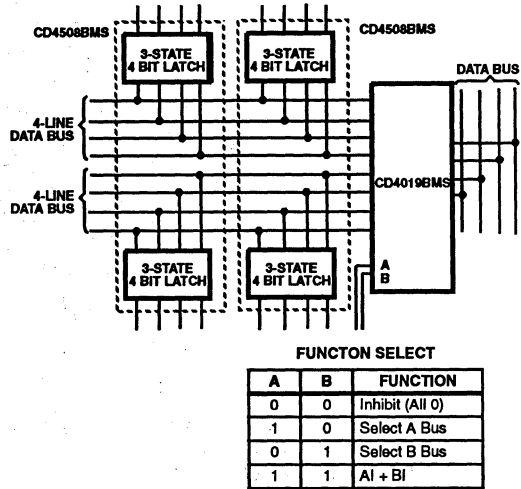 CD4508BMS
CD4508BMS
3-STATE
4 BIT LATCH
3-STATE
4 BIT LATCH
DATA BUS
4-LINE
DATA BUS
CD4019BMS
4-LINE
DATA BUS
3-STATE
4 BIT LATCH
3-STATE
4 BIT LATCH
A
B
FUNCTON SELECT
A B FUNCTION
0 0 Inhibit (All 0)
1 0 Select A Bus
0 1 Select B Bus
1 1 AI + BI